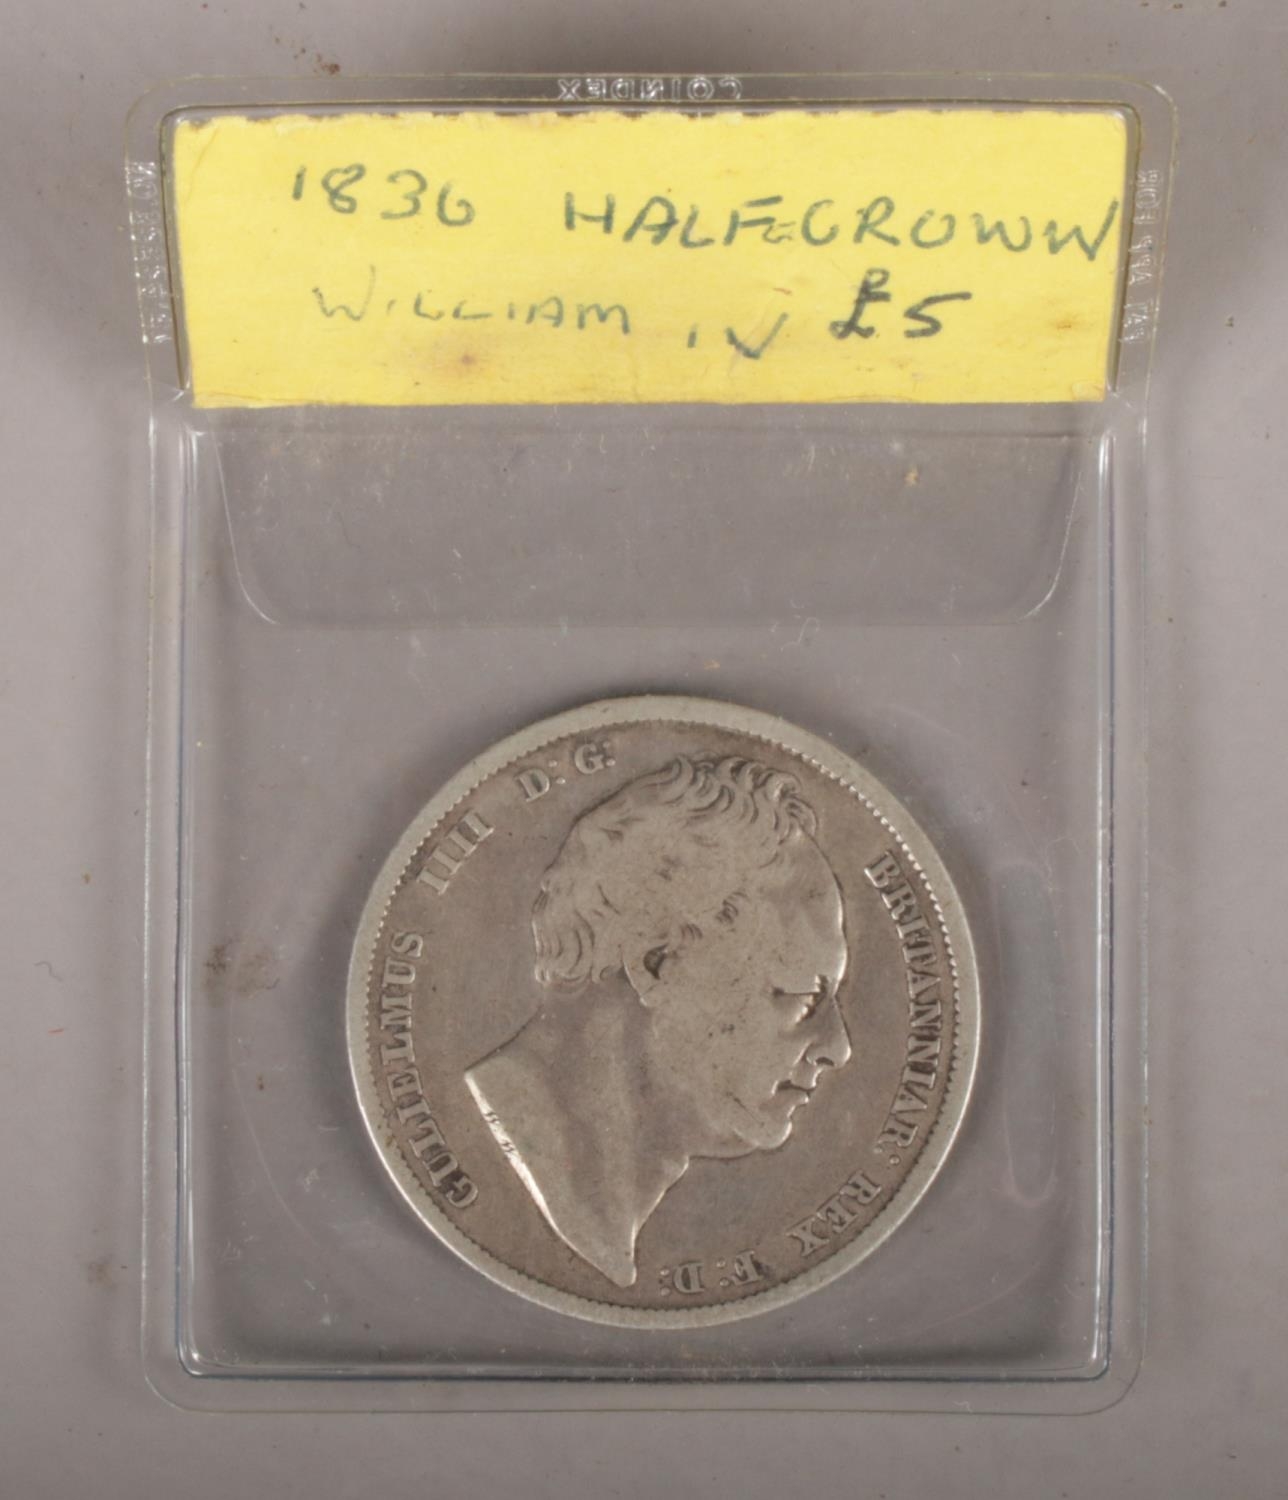 COINDEX
1836 HALF-CROWN
WILLIAM IV £5
GULIELMUS IIII D: G: BRITANNIAR: REX F: D:
W W